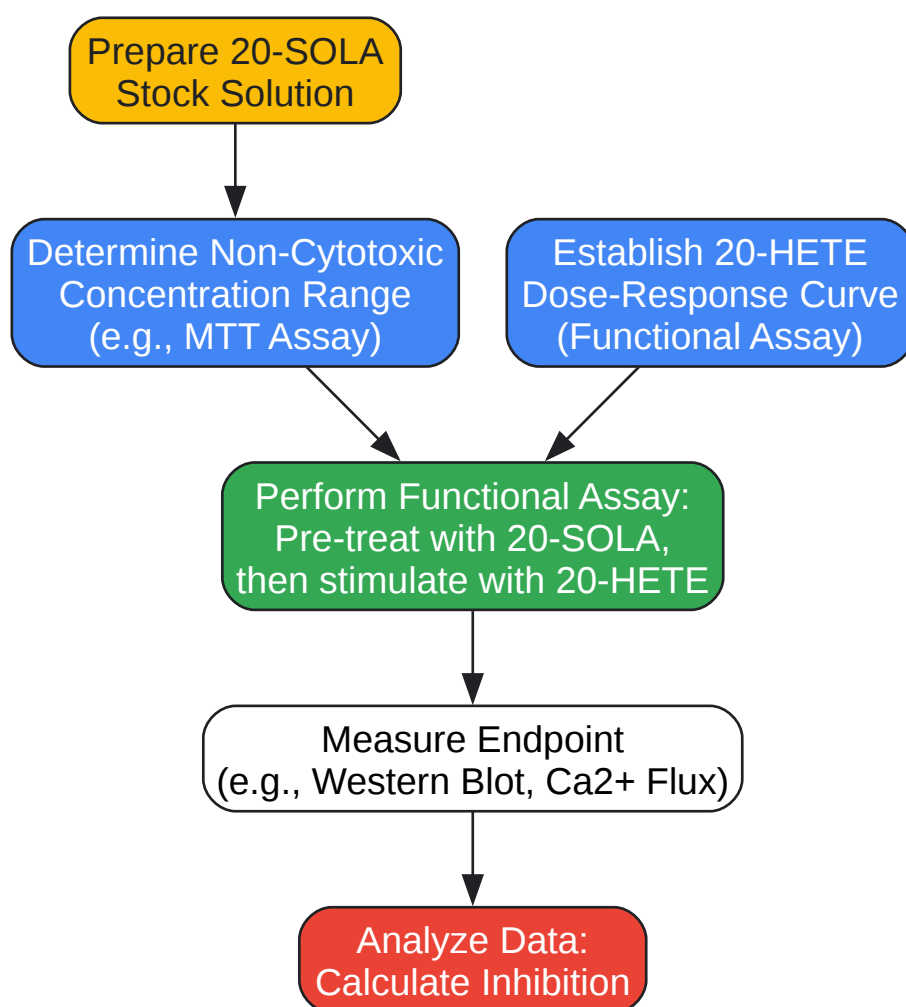 Prepare 20-SOLA
Stock Solution
Determine Non-Cytotoxic
Concentration Range
(e.g., MTT Assay)
Establish 20-HETE
Dose-Response Curve
(Functional Assay)
Perform Functional Assay:
Pre-treat with 20-SOLA,
then stimulate with 20-HETE
Measure Endpoint
(e.g., Western Blot, Ca2+ Flux)
Analyze Data:
Calculate Inhibition